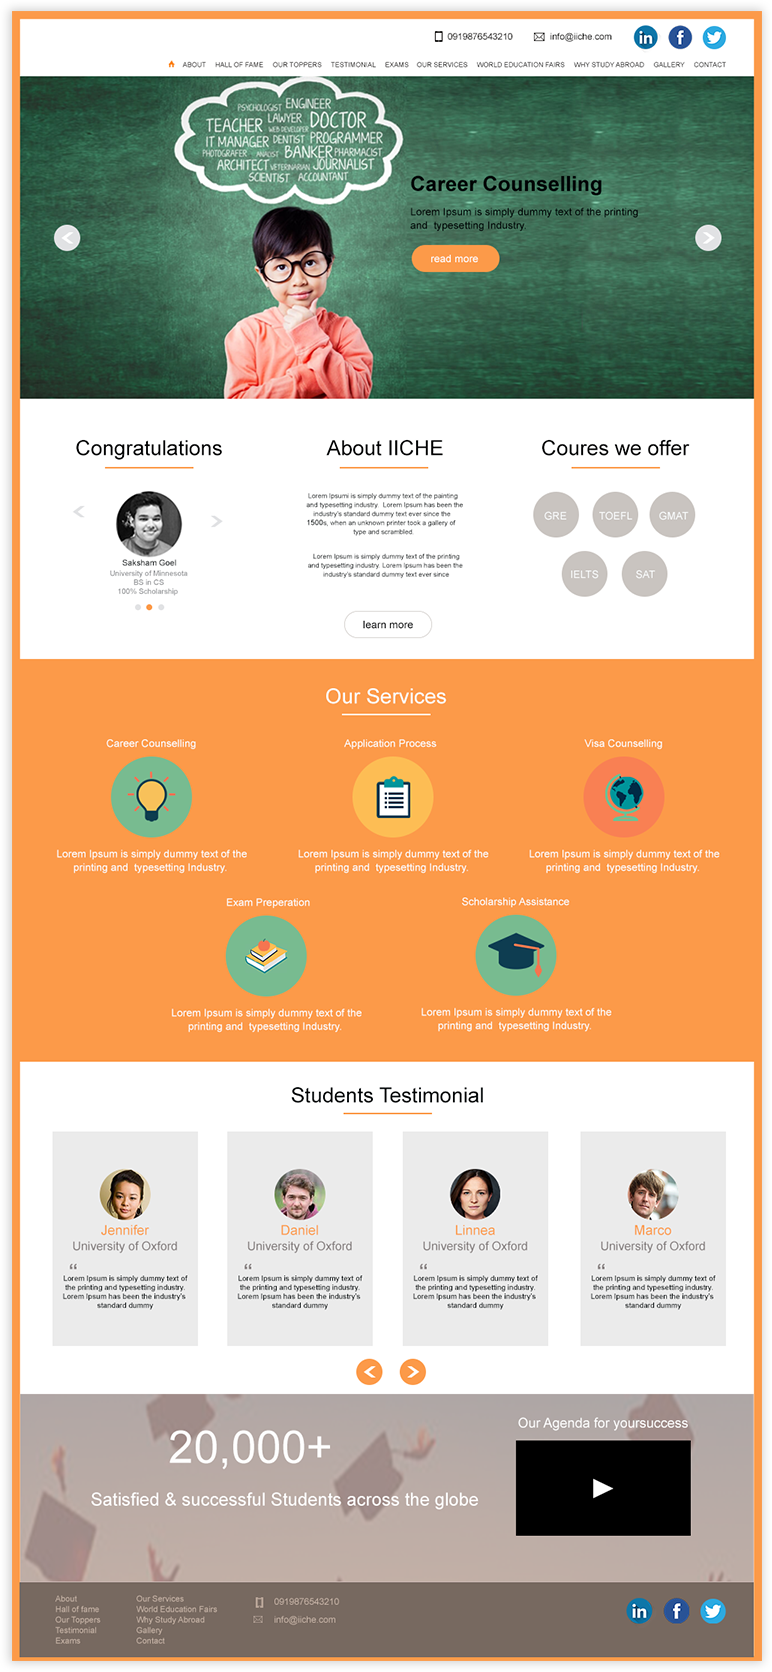 0919876543210
info@iiche.com
ABOUT HALL OF FAME OUR TOPPERS TESTIMONIAL EXAMS OUR SERVICES WORLD EDUCATION FAIRS WHY STUDY ABROAD GALLERY CONTACT
PSYCHOLOGIST ENGINEER
TEACHER LAWYER DOCTOR
WEB DEVELOPER
IT MANAGER DENTIST PROGRAMMER
PHOTOGRAFER ANALIST BANKER PHARMACIST
ARCHITECT VETERINARIAN JOURNALIST
SCIENTIST ACCOUNTANT
Career Counselling
Lorem Ipsum is simply dummy text of the printing
and typesetting Industry.
read more
Congratulations
Saksham Goel
University of Minnesota
BS in CS
100% Scholarship
About IICHE
Lorem Ipsumi is simply dummy text of the painting
and typesetting industry. Lorem Ipsum has been the
industry's standard dummy text ever since the
1500s, when an unknown printer took a gallery of
type and scrambled
Lorem Ipsum is simply dummy text of the printing
and typesetting industry. Lorem Ipsum has been the
industry's standard dummy text ever since
learn more
Coures we offer
GRE
TOEFL
GMAT
IELTS
SAT
Our Services
Career Counselling
Lorem Ipsum is simply dummy text of the
printing and typesetting Industry.
Application Process
Lorem Ipsum is simply dummy text of the
printing and typesetting Industry.
Visa Counselling
Lorem Ipsum is simply dummy text of the
printing and typesetting Industry.
Exam Preperation
Lorem Ipsum is simply dummy text of the
printing and typesetting Industry.
Scholarship Assistance
Lorem Ipsum is simply dummy text of the
printing and typesetting Industry.
Students Testimonial
Jennifer
University of Oxford
“
Lorem Ipsum is simply dummy text of
the printing and typesetting industry.
Lorem Ipsum has been the industry's
standard dummy
Daniel
University of Oxford
“
Lorem Ipsum is simply dummy text of
the printing and typesetting industry.
Lorem Ipsum has been the industry's
standard dummy
Linnea
University of Oxford
“
Lorem Ipsum is simply dummy text of
the printing and typesetting industry.
Lorem Ipsum has been the industry's
standard dummy
Marco
University of Oxford
“
Lorem Ipsum is simply dummy text of
the printing and typesetting industry.
Lorem Ipsum has been the industry's
standard dummy
20,000+
Satisfied & successful Students across the globe
Our Agenda for yoursuccess
About
Hall of fame
Our Toppers
Testimonial
Exams
Our Services
World Education Fairs
Why Study Abroad
Gallery
Contact
0919876543210
info@iiche.com